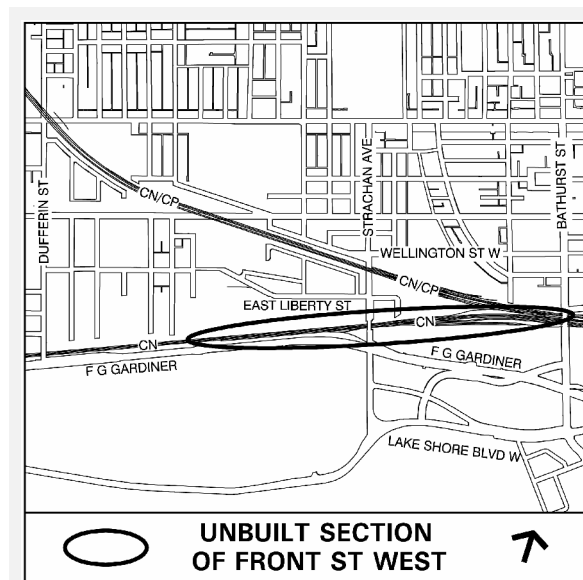 DUFFERIN ST
STRACHAN AVE
BATHURST ST
CN/CP
WELLINGTON ST W
CN/CP
EAST LIBERTY ST
CN
CN
F G GARDINER
F G GARDINER
LAKE SHORE BLVD W
UNBUILT SECTION
OF FRONT ST WEST